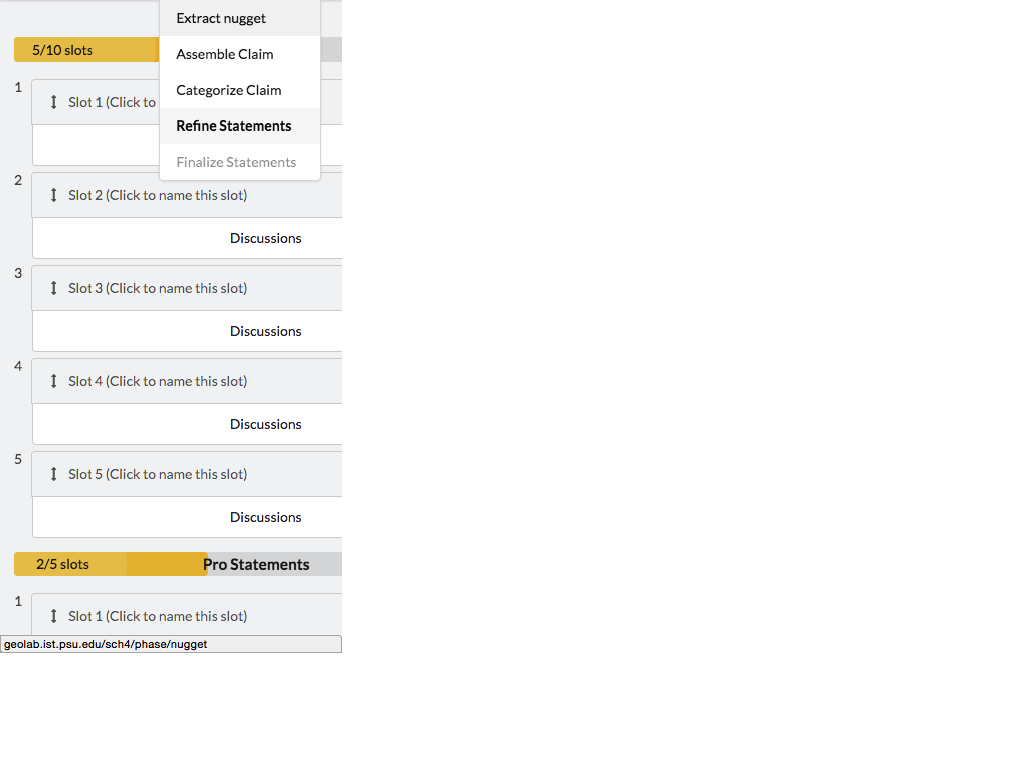 Extract nugget
5/10 slots
Assemble Claim
Categorize Claim
1
Slot 1 (Click to
Refine Statements
Finalize Statements
2
Slot 2 (Click to name this slot)
Discussions
3
Slot 3 (Click to name this slot)
Discussions
4
Slot 4 (Click to name this slot)
Discussions
5
Slot 5 (Click to name this slot)
Discussions
2/5 slots Pro Statements
1
Slot 1 (Click to name this slot)
geolab.ist.psu.edu/sch4/phase/nugget